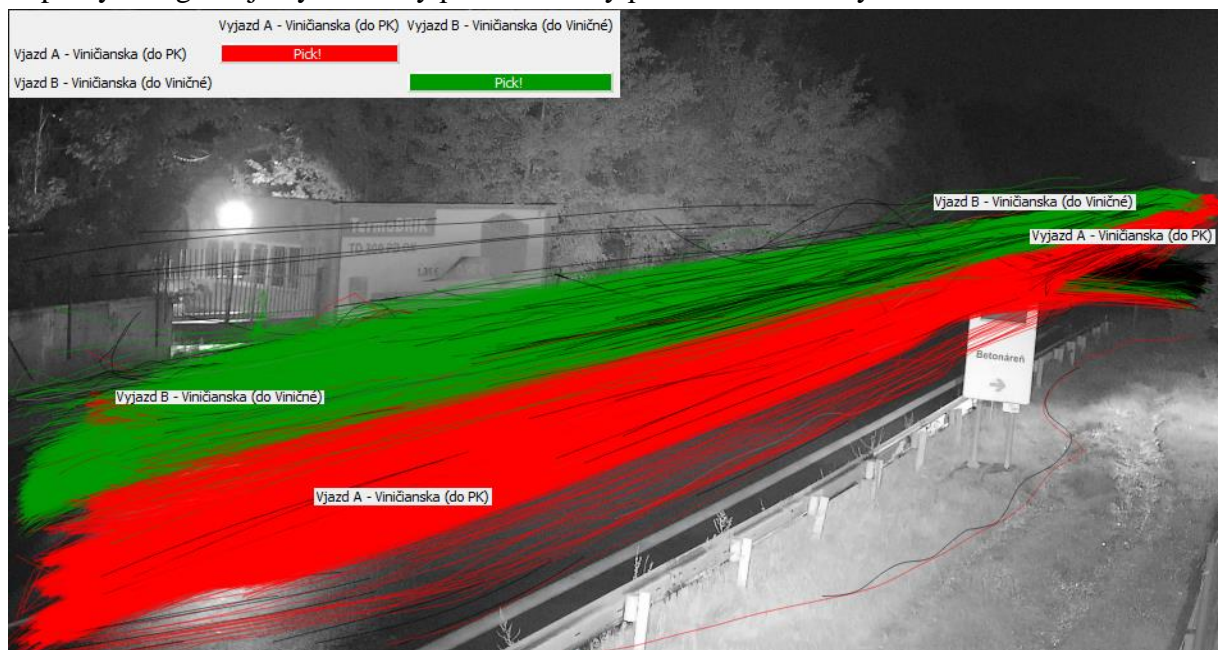 Vyjazd A - Viničianska (do PK) Vyjazd B - Viničianska (do Viničné)
Vjazd A - Viničianska (do PK) Pick!
Vjazd B - Viničianska (do Viničné) Pick!
Vjazd B - Viničianska (do Viničné)
Vyjazd A - Viničianska (do PK)
Betonáreň
Vyjazd B - Viničianska (do Viničné)
Vjazd A - Viničianska (do PK)